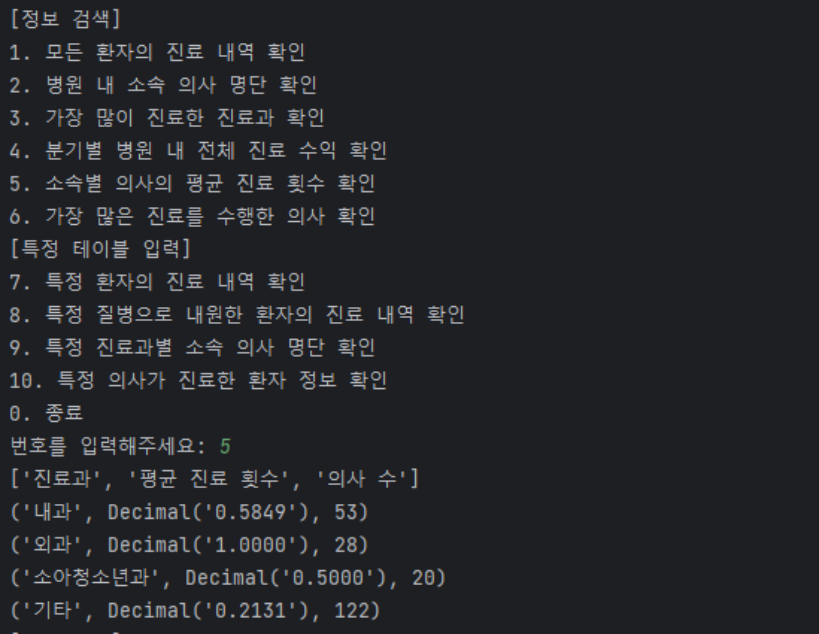 [정보 검색]
1. 모든 환자의 진료 내역 확인
2. 병원 내 소속 의사 명단 확인
3. 가장 많이 진료한 진료과 확인
4. 분기별 병원 내 전체 진료 수익 확인
5. 소속별 의사의 평균 진료 횟수 확인
6. 가장 많은 진료를 수행한 의사 확인
[특정 테이블 입력]
7. 특정 환자의 진료 내역 확인
8. 특정 질병으로 내원한 환자의 진료 내역 확인
9. 특정 진료과별 소속 의사 명단 확인
10. 특정 의사가 진료한 환자 정보 확인
0. 종료
번호를 입력해주세요: 5
['진료과', '평균 진료 횟수', '의사 수']
('내과', Decimal('0.5849'), 53)
('외과', Decimal('1.0000'), 28)
('소아청소년과', Decimal('0.5000'), 20)
('기타', Decimal('0.2131'), 122)